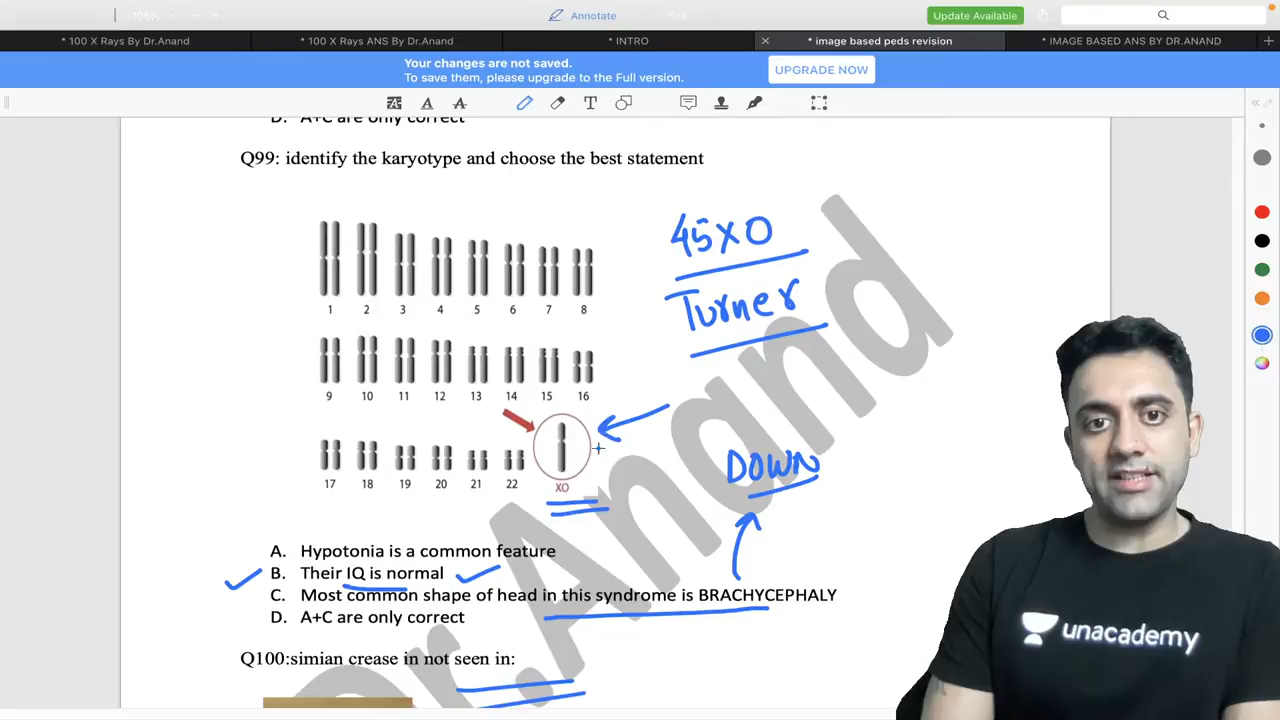 106%
Annotate
Edit
Update Available
* 100 X Rays By Dr.Anand
* 100 X Rays ANS By DR.ANAND
* INTRO
* image based peds revision
* IMAGE BASED ANS BY DR.ANAND
Your changes are not saved.
To save them, please upgrade to the Full version.
UPGRADE NOW
A A A T
D. A+C are only correct
Q99: identify the karyotype and choose the best statement
45XO
Turner
1 2 3 4 5 6 7 8
9 10 11 12 13 14 15 16
17 18 19 20 21 22 XO
DOWN
A. Hypotonia is a common feature
B. Their IQ is normal
C. Most common shape of head in this syndrome is BRACHYCEPHALY
D. A+C are only correct
Q100:simian crease in not seen in:
Dr.Anand
unacademy